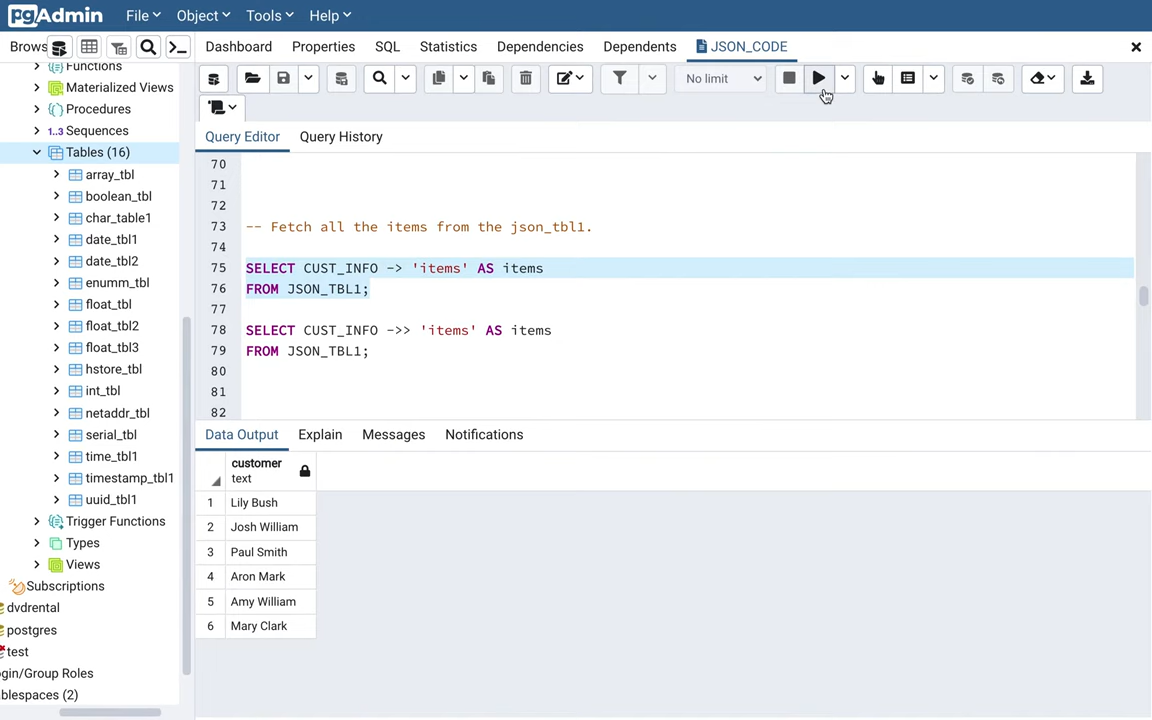 pgAdmin File Object Tools Help
Brows
Dashboard Properties SQL Statistics Dependencies Dependents JSON_CODE
No limit
Query Editor Query History
Functions
Materialized Views
Procedures
1..3 Sequences
Tables (16)
array_tbl
boolean_tbl
char_table1
date_tbl1
date_tbl2
enumm_tbl
float_tbl
float_tbl2
float_tbl3
hstore_tbl
int_tbl
netaddr_tbl
serial_tbl
time_tbl1
timestamp_tbl1
uuid_tbl1
Trigger Functions
Types
Views
Subscriptions
dvdrental
postgres
test
gin/Group Roles
blespaces (2)
70
71
72
73 -- Fetch all the items from the json_tbl1.
74
75 SELECT CUST_INFO -> 'items' AS items
76 FROM JSON_TBL1;
77
78 SELECT CUST_INFO ->> 'items' AS items
79 FROM JSON_TBL1;
80
81
82
Data Output Explain Messages Notifications
customer
text
1 Lily Bush
2 Josh William
3 Paul Smith
4 Aron Mark
5 Amy William
6 Mary Clark